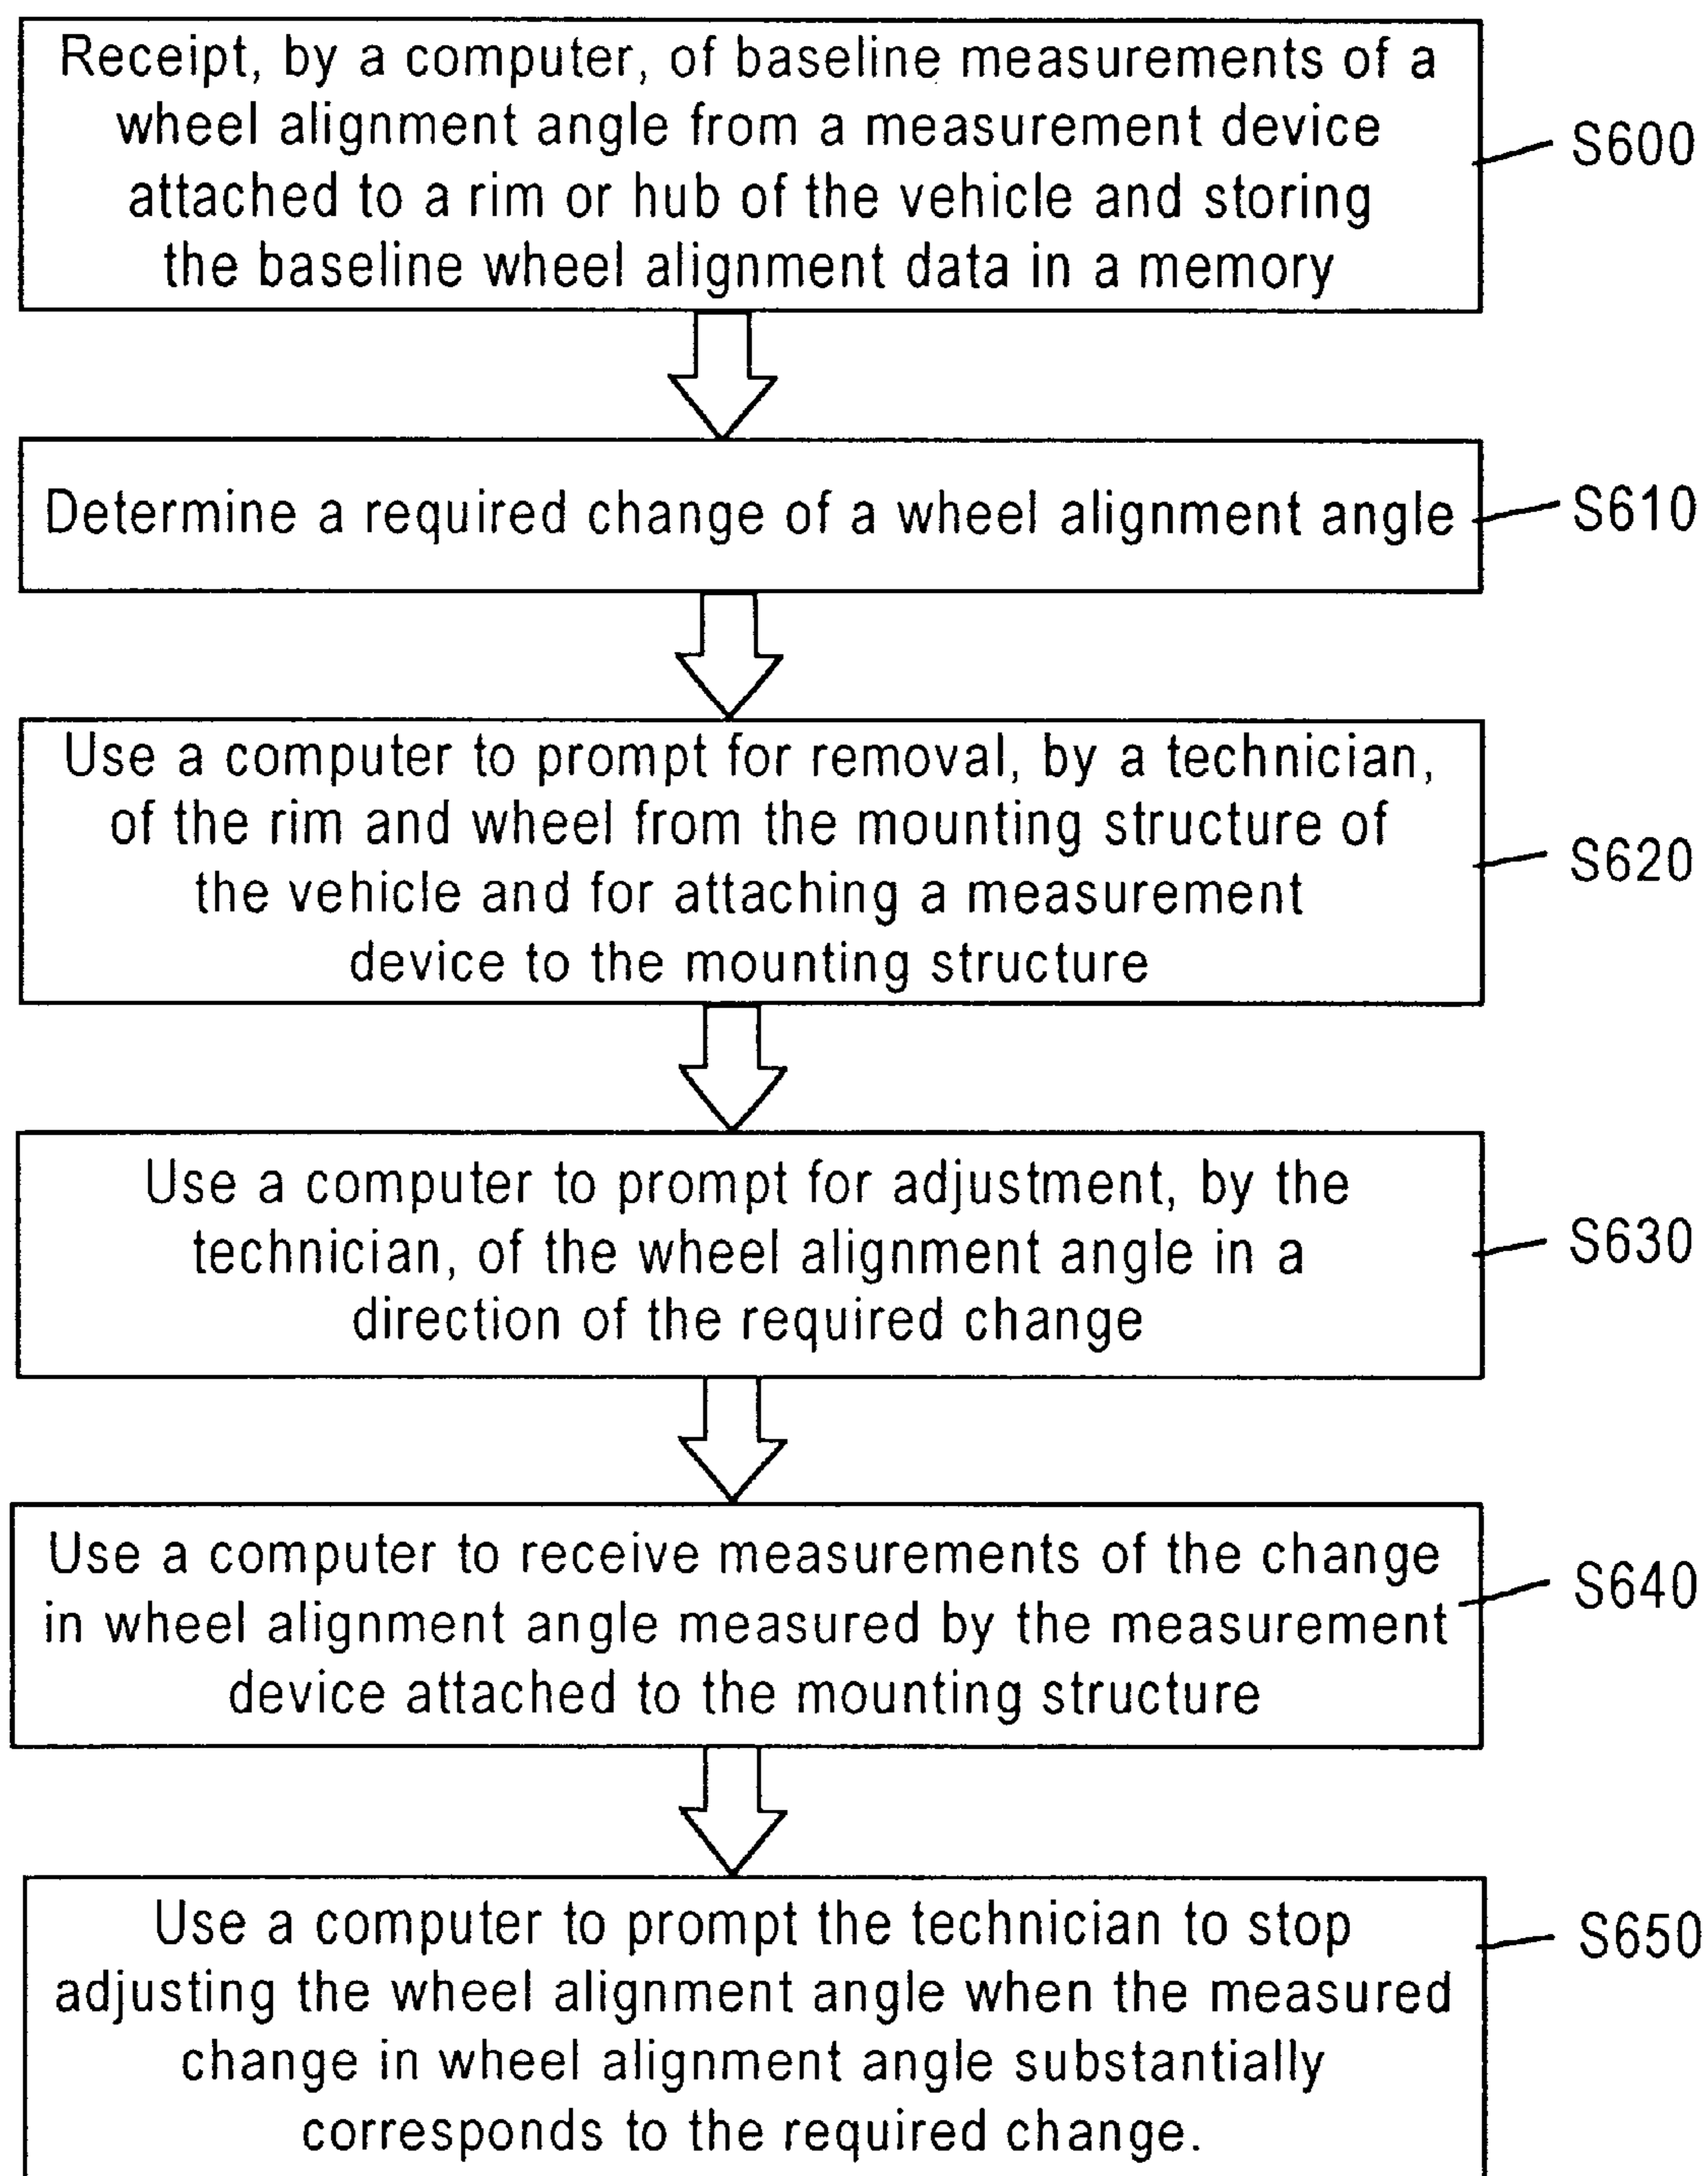 Receipt, by a computer, of baseline measurements of a
wheel alignment angle from a measurement device
attached to a rim or hub of the vehicle and storing
the baseline wheel alignment data in a memory
S600
Determine a required change of a wheel alignment angle
S610
Use a computer to prompt for removal, by a technician,
of the rim and wheel from the mounting structure of
the vehicle and for attaching a measurement
device to the mounting structure
S620
Use a computer to prompt for adjustment, by the
technician, of the wheel alignment angle in a
direction of the required change
S630
Use a computer to receive measurements of the change
in wheel alignment angle measured by the measurement
device attached to the mounting structure
S640
Use a computer to prompt the technician to stop
adjusting the wheel alignment angle when the measured
change in wheel alignment angle substantially
corresponds to the required change.
S650